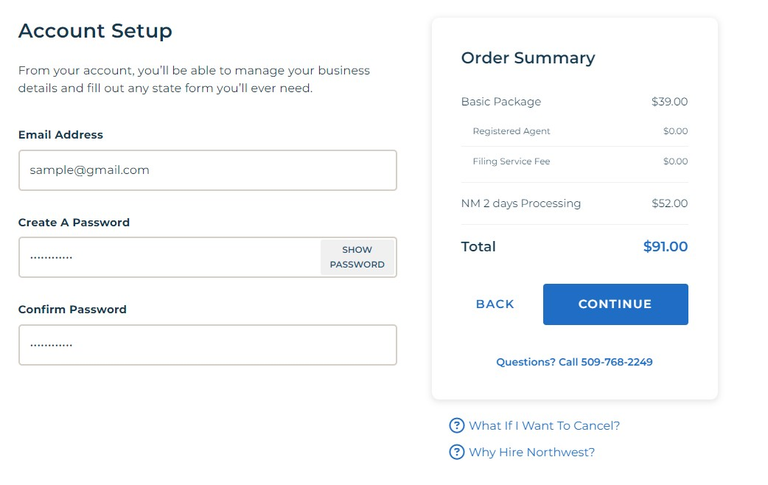 Account Setup
From your account, you'll be able to manage your business
details and fill out any state form you'll ever need.
Email Address
sample@gmail.com
Create A Password
············
SHOW
PASSWORD
Confirm Password
············
Order Summary
Basic Package $39.00
Registered Agent $0.00
Filing Service Fee $0.00
NM 2 days Processing $52.00
Total $91.00
BACK CONTINUE
Questions? Call 509-768-2249
? What If I Want To Cancel?
? Why Hire Northwest?